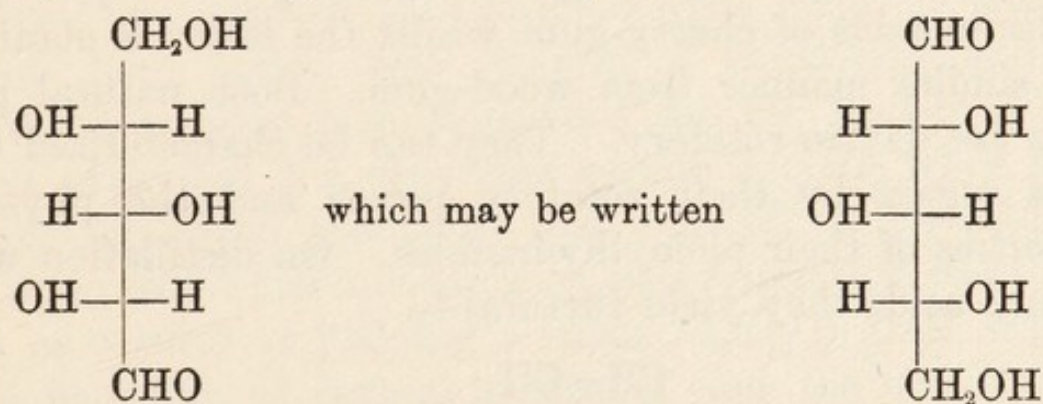 CH₂OH CHO
OH——H H——OH
H——OH which may be written OH——H
OH——H H——OH
CHO CH₂OH